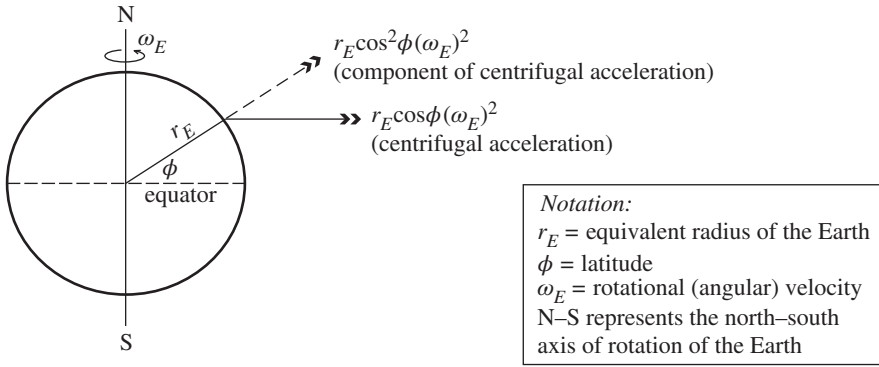 N
ω_E
r_E cos²ϕ(ω_E)²
(component of centrifugal acceleration)
r_E cosϕ(ω_E)²
(centrifugal acceleration)
r_E
ϕ
equator
S
Notation:
r_E = equivalent radius of the Earth
ϕ = latitude
ω_E = rotational (angular) velocity
N–S represents the north–south
axis of rotation of the Earth